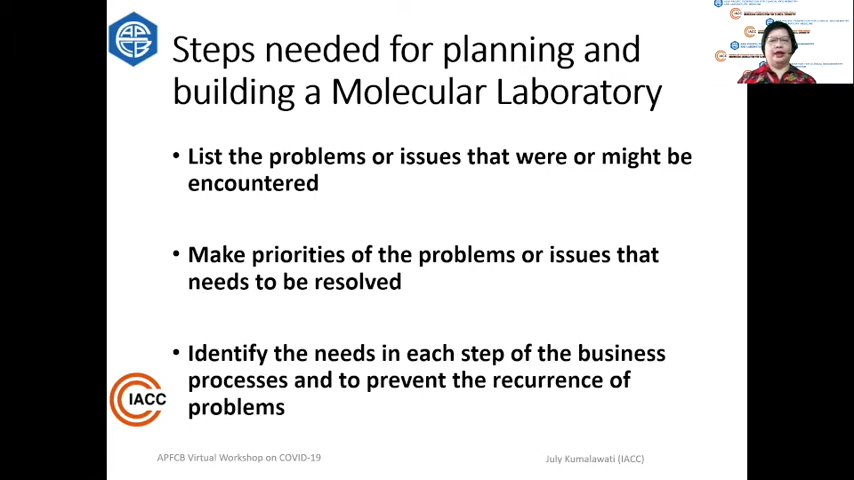 Steps needed for planning and
building a Molecular Laboratory
• List the problems or issues that were or might be
encountered
• Make priorities of the problems or issues that
needs to be resolved
• Identify the needs in each step of the business
processes and to prevent the recurrence of
problems
IACC
APFCB Virtual Workshop on COVID-19
July Kumalawati (IACC)